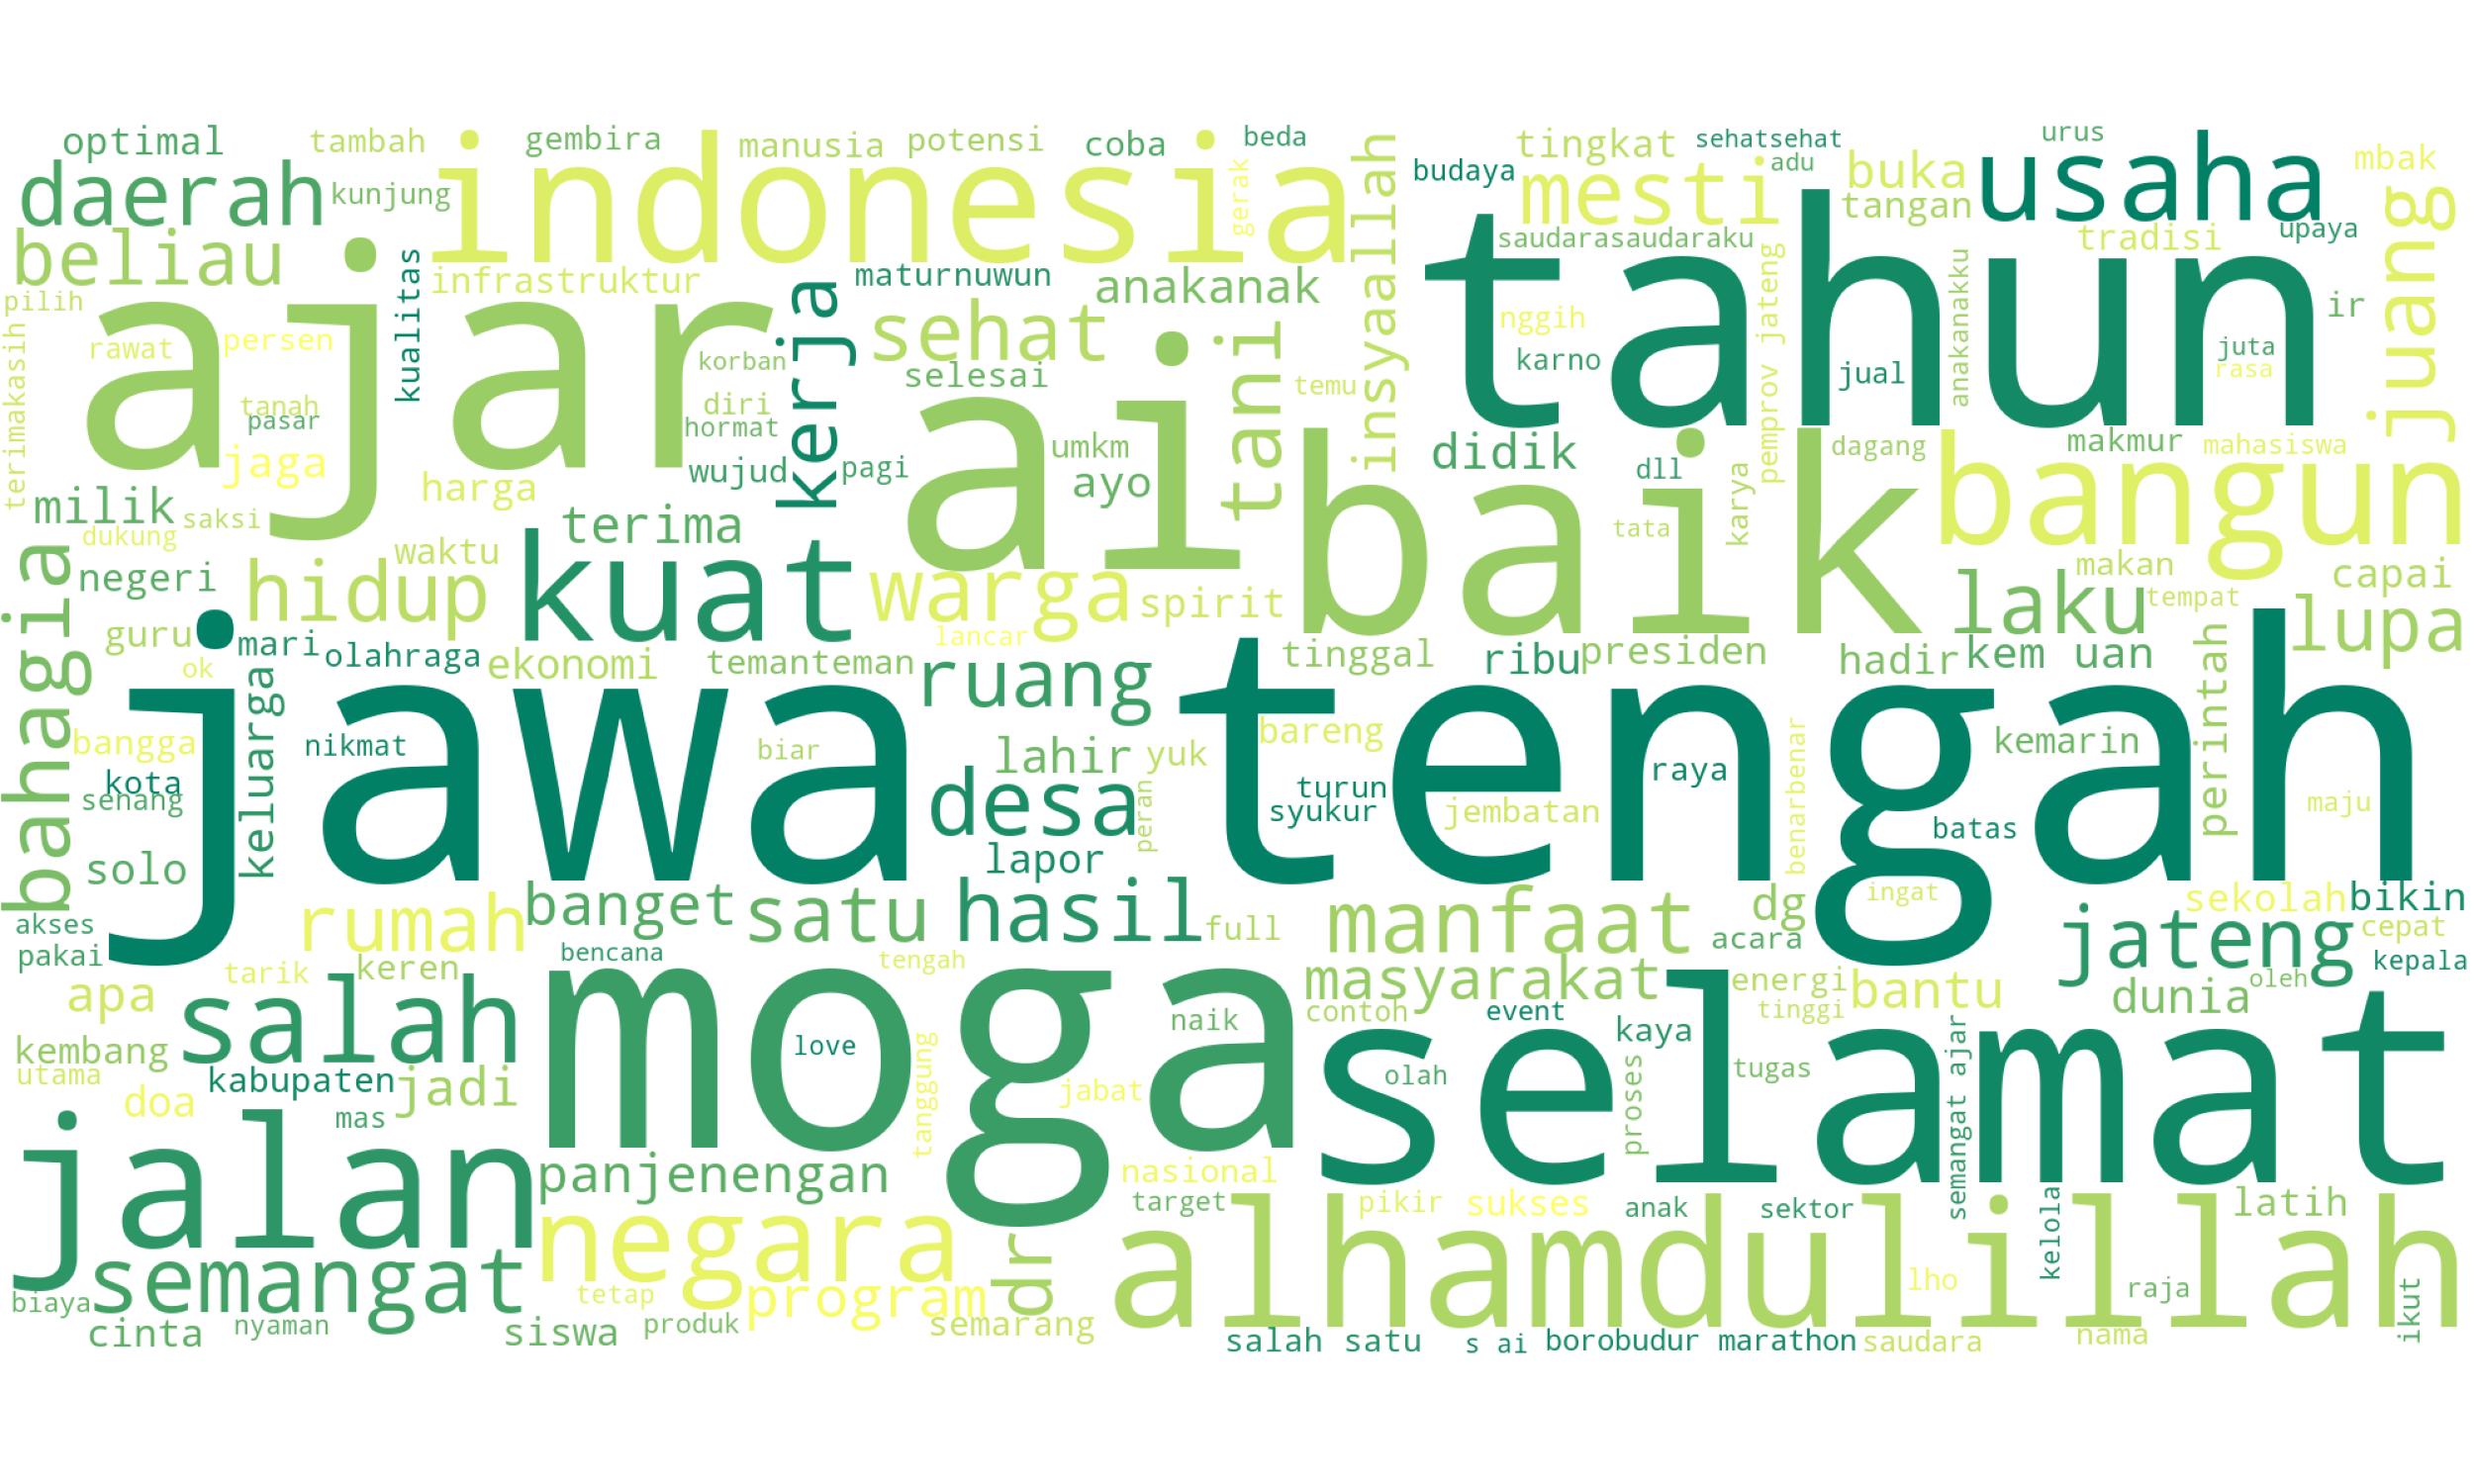 optimal
tambah
gembira
manusia
potensi
coba
beda
tingkat
sehatsehat
adu
urus
mbak
daerah
kunjung
indonesia
gerak
insyaallah
budaya
mesti
buka
tangan
usaha
juang
upaya
tradisi
beliau
kualitas
infrastruktur
kerja
maturnuwun
anakanak
saudarasaudaraku
tahun
pilih
ajar
terimakasih
rawat
persen
korban
sehat
selesai
tani
temu
nggih
karno
pemprov jateng
jual
anakanaku
juta
rasa
ir
tanah
pasar
diri
hormat
jaga
wujud
pagi
ai
umkm
ayo
didik
dll
baik
dagang
makmur
mahasiswa
bangun
milik
saksi
harga
dukung
terima
waktu
tata
karya
bahagia
negeri
hidup
kuat
warga
spirit
makan
capai
laku
tempat
lupa
guru
mari
olahraga
ok
ekonomi
temanteman
lancar
ruang
tinggal
ribu
presiden
hadir
kem uan
perintah
jawa tengah
keluarga
bangga
nikmat
biar
lahir
yuk
bareng
kemarin
kota
senang
desa
peran
turun
syukur
jembatan
raya
benarbenar
batas
maju
solo
lapor
akses
pakai
rumah
banget
satu
hasil
full
manfaat
dg
acara
ingat
sekolah
bikin
jateng
cepat
kepala
bencana
tengah
tarik
keren
apa
salah
moga
masyarakat
contoh
event
energi
tinggi
bantu
dunia
oleh
kembang
utama
love
naik
selamat
kaya
olah
proses
tugas
semangat ajar
kabupaten
jadi
doa
mas
tanggung
jabat
jalan
panjenengan
nasional
target
pikir
sukses
anak
sektor
kelola
latih
negara
dr
alhamdulillah
semangat
biaya
tetap
program
lho
raja
ikut
cinta
nyaman
siswa
produk
semarang
salah satu
s ai
borobudur marathon
saudara
nama